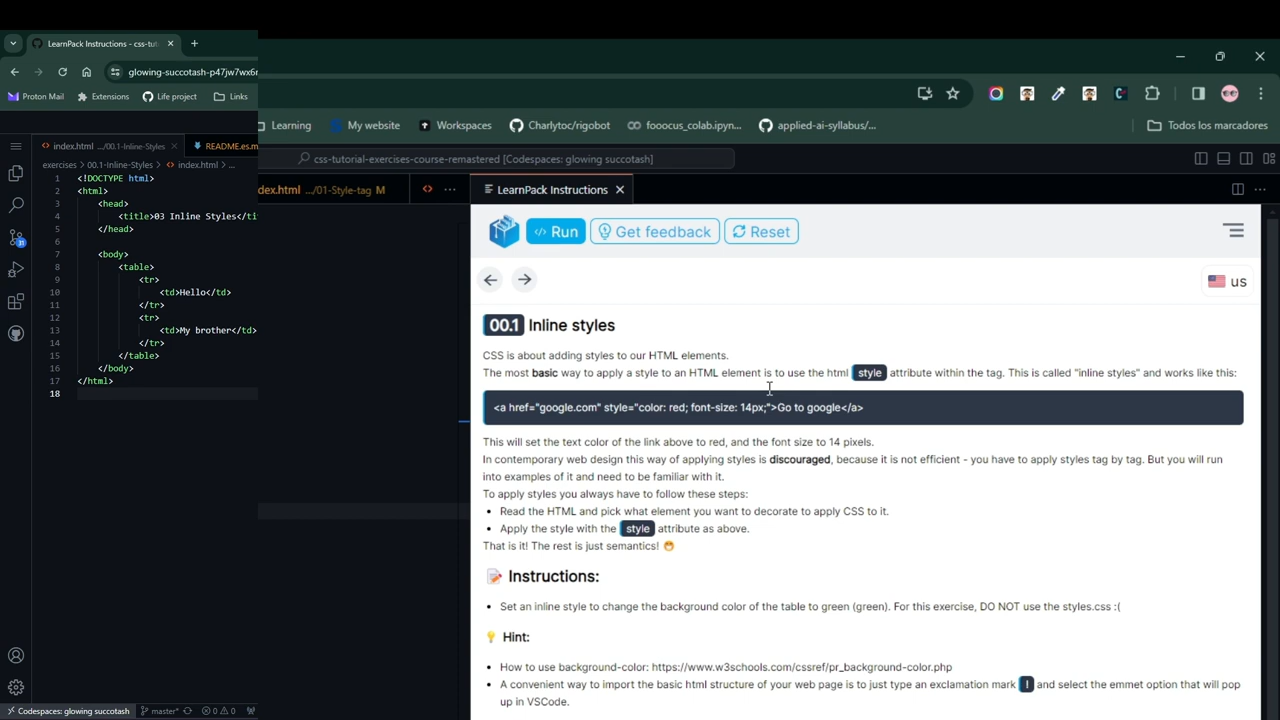 LearnPack Instructions - css-tut
glowing-succotash-p47jw7wx6r
Proton Mail
Extensions
Life project
Links
Learning
My website
Workspaces
Charlytoc/rigobot
fooocus_colab.ipyn...
applied-ai-syllabus/...
Todos los marcadores
css-tutorial-exercises-course-remastered [Codespaces: glowing succotash]
index.html .../00.1-Inline-Styles
README.es.m
dex.html .../01-Style-tag M
LearnPack Instructions
exercises > 00.1-Inline-Styles > index.html > ...
1 <!DOCTYPE html>
2 <html>
3 <head>
4 <title>03 Inline Styles</tit
5 </head>
6
7 <body>
8 <table>
9 <tr>
10 <td>Hello</td>
11 </tr>
12 <tr>
13 <td>My brother</td>
14 </tr>
15 </table>
16 </body>
17 </html>
18
Run
Get feedback
Reset
us
00.1 Inline styles
CSS is about adding styles to our HTML elements.
The most basic way to apply a style to an HTML element is to use the html style attribute within the tag. This is called "inline styles" and works like this:
<a href="google.com" style="color: red; font-size: 14px;">Go to google</a>
This will set the text color of the link above to red, and the font size to 14 pixels.
In contemporary web design this way of applying styles is discouraged, because it is not efficient - you have to apply styles tag by tag. But you will run
into examples of it and need to be familiar with it.
To apply styles you always have to follow these steps:
• Read the HTML and pick what element you want to decorate to apply CSS to it.
• Apply the style with the style attribute as above.
That is it! The rest is just semantics! 😁
📝 Instructions:
• Set an inline style to change the background color of the table to green (green). For this exercise, DO NOT use the styles.css :(
💡 Hint:
• How to use background-color: https://www.w3schools.com/cssref/pr_background-color.php
• A convenient way to import the basic html structure of your web page is to just type an exclamation mark ! and select the emmet option that will pop
up in VSCode.
Codespaces: glowing succotash
master*
0 0